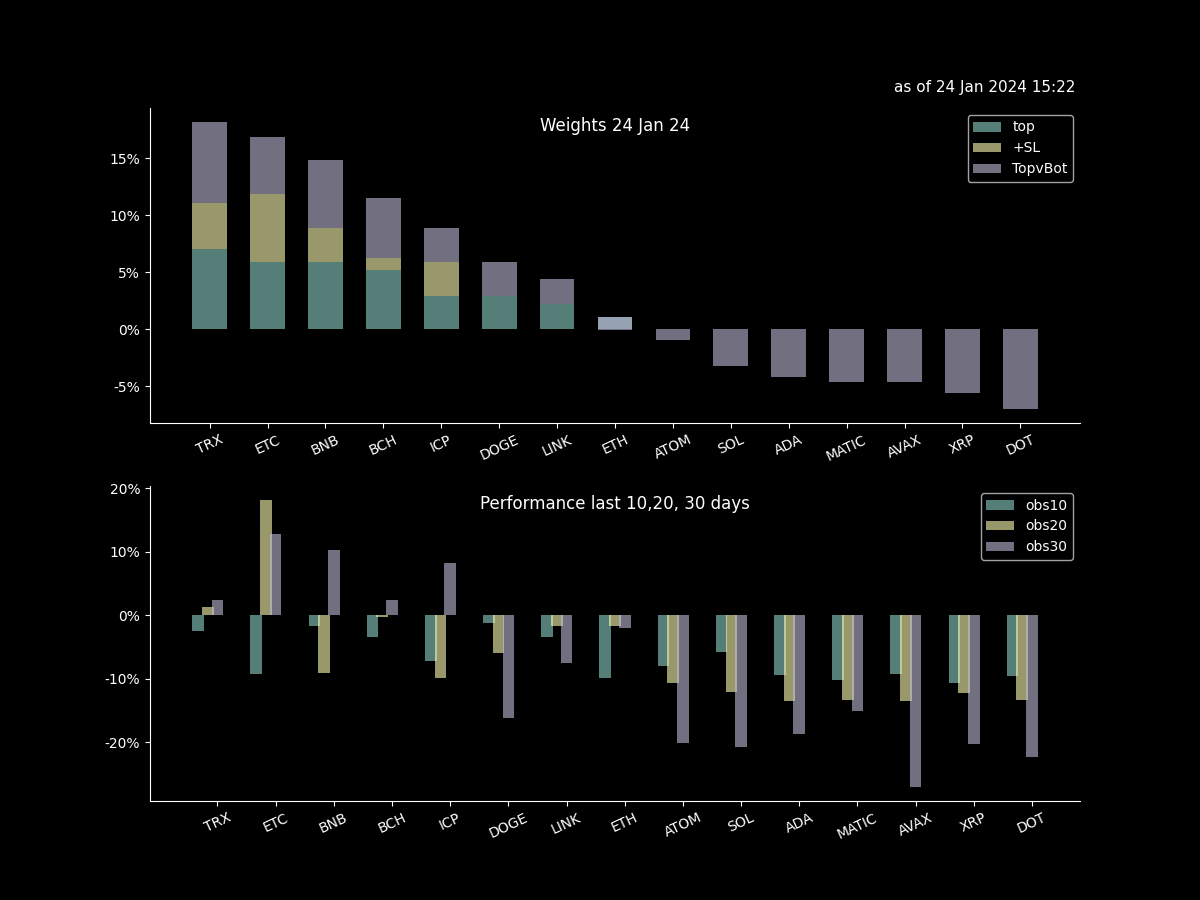 as of 24 Jan 2024 15:22
Weights 24 Jan 24
top
+SL
TopvBot
15%
10%
5%
0%
-5%
TRX ETC BNB BCH ICP DOGE LINK ETH ATOM SOL ADA MATIC AVAX XRP DOT
Performance last 10,20, 30 days
obs10
obs20
obs30
20%
10%
0%
-10%
-20%
TRX ETC BNB BCH ICP DOGE LINK ETH ATOM SOL ADA MATIC AVAX XRP DOT